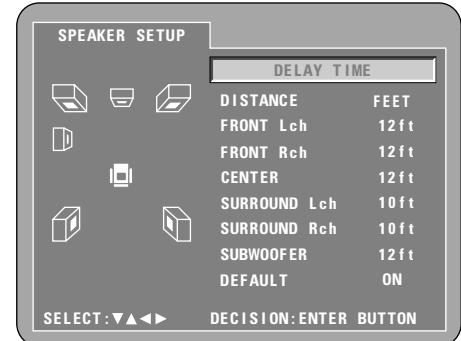 SPEAKER SETUP
DELAY TIME
DISTANCE FEET
FRONT Lch 12ft
FRONT Rch 12ft
CENTER 12ft
SURROUND Lch 10ft
SURROUND Rch 10ft
SUBWOOFER 12ft
DEFAULT ON
SELECT:▼▲◀▶ DECISION:ENTER BUTTON